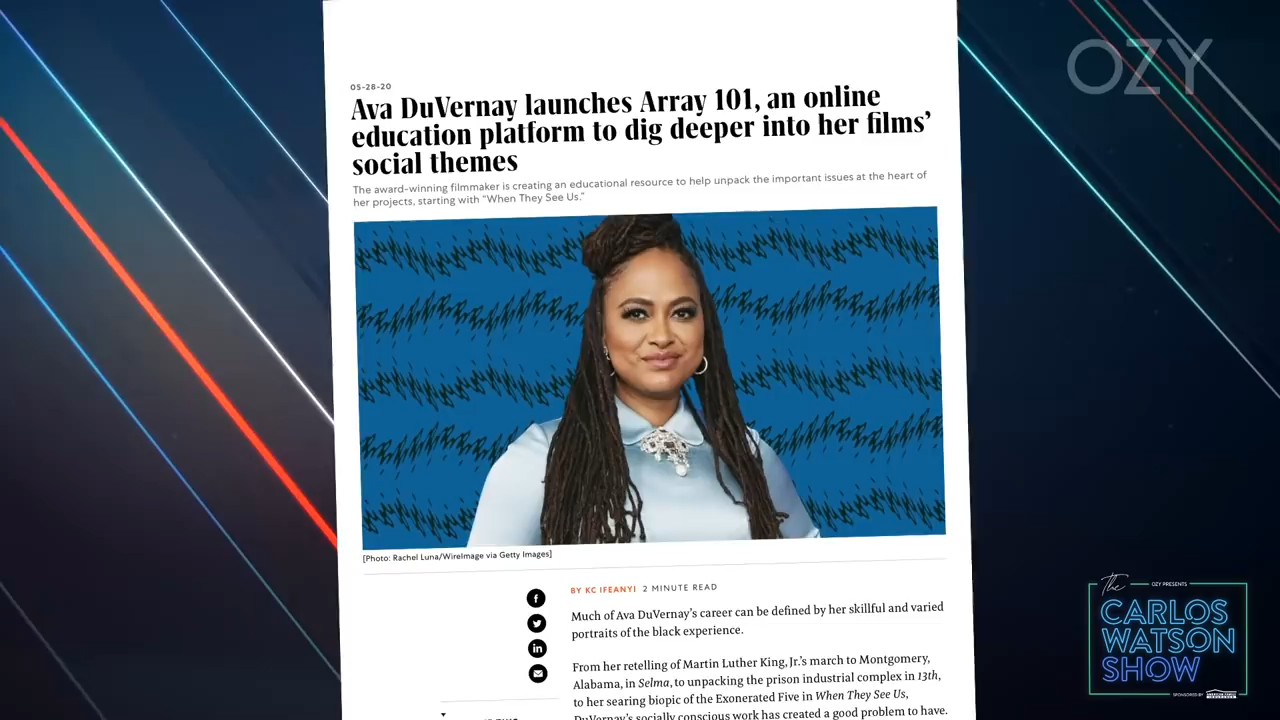 OZY
05-28-20
Ava DuVernay launches Array 101, an online
education platform to dig deeper into her films’
social themes
The award-winning filmmaker is creating an educational resource to help unpack the important issues at the heart of
her projects, starting with “When They See Us.”
[Photo: Rachel Luna/WireImage via Getty Images]
BY KC IFEANYI 2 MINUTE READ
Much of Ava DuVernay’s career can be defined by her skillful and varied
portraits of the black experience.
From her retelling of Martin Luther King, Jr.’s march to Montgomery,
Alabama, in Selma, to unpacking the prison industrial complex in 13th,
to her searing biopic of the Exonerated Five in When They See Us,
DuVernay’s socially conscious work has created a good problem to have.
OZY PRESENTS
The
CARLOS
WATSON
SHOW
SPONSORED BY